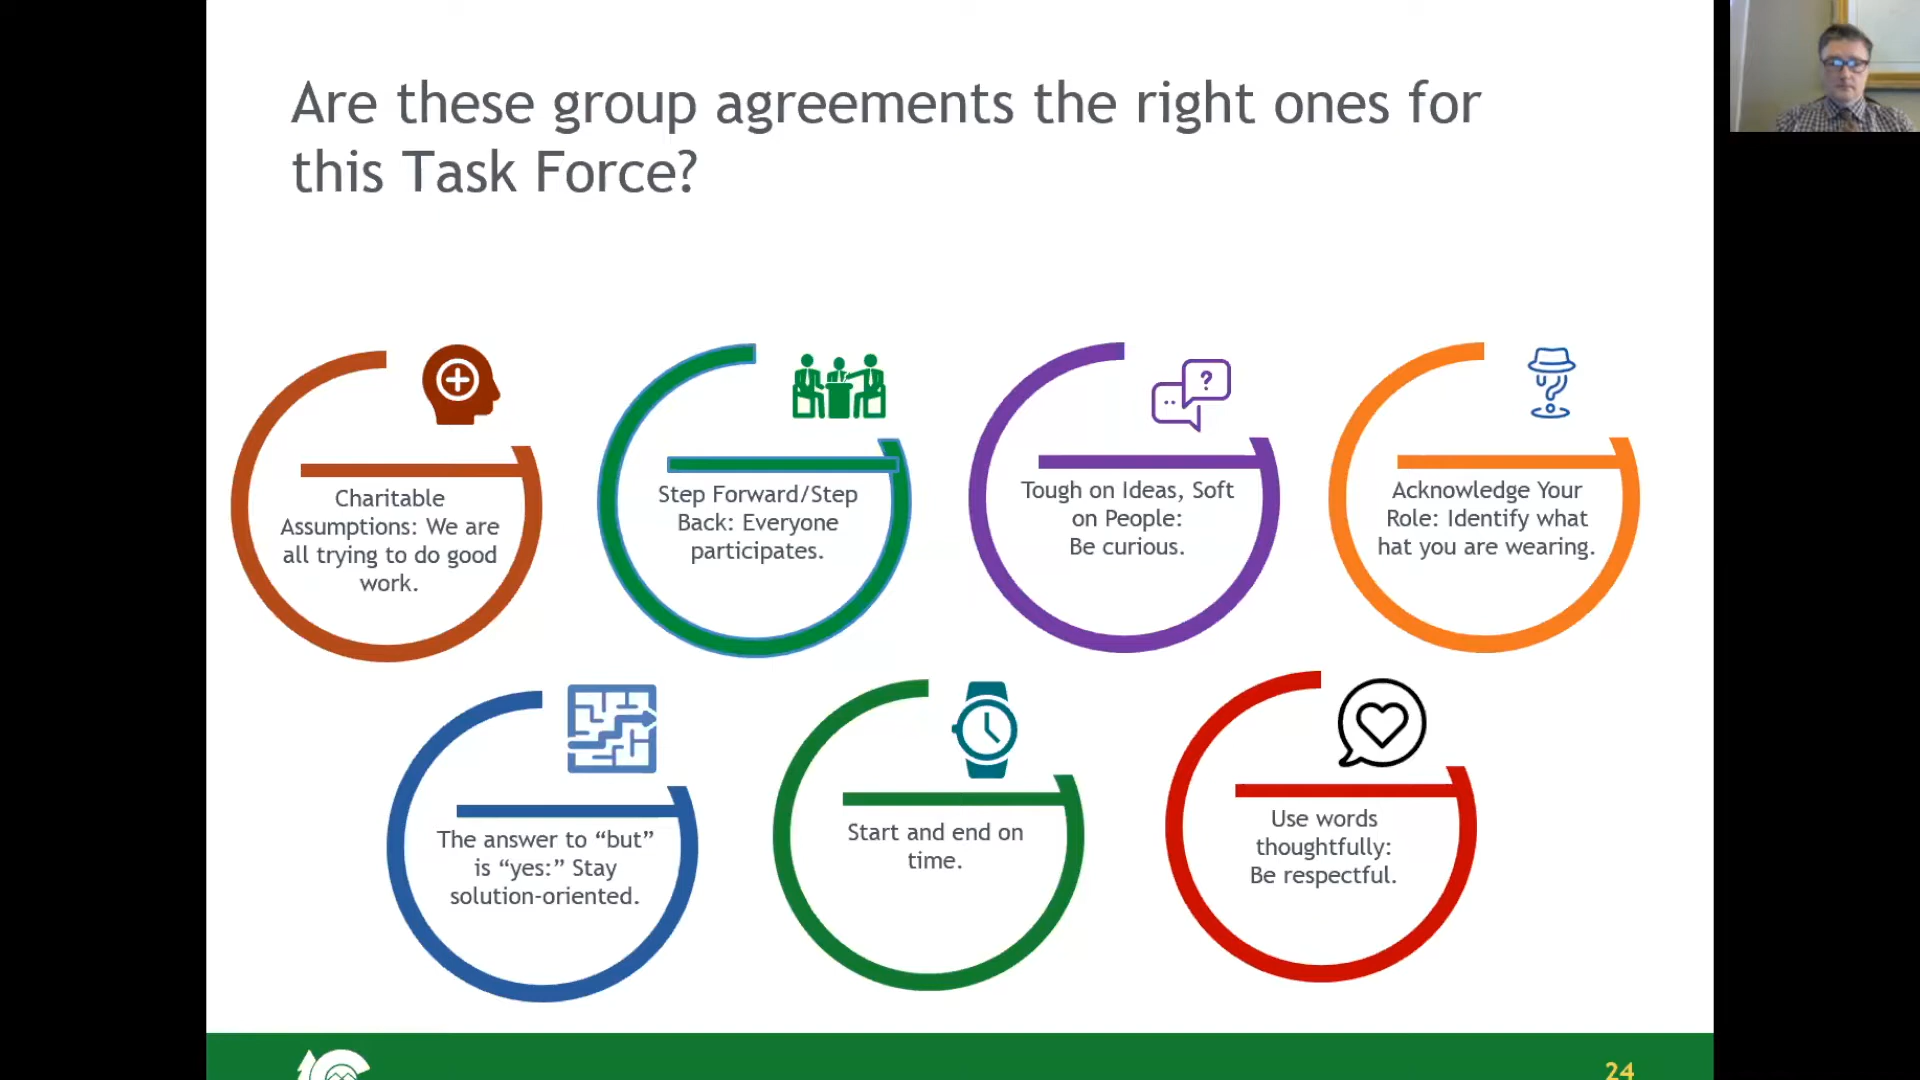 Are these group agreements the right ones for
this Task Force?
Charitable
Assumptions: We are
all trying to do good
work.
Step Forward/Step
Back: Everyone
participates.
?
Tough on Ideas, Soft
on People:
Be curious.
Acknowledge Your
Role: Identify what
hat you are wearing.
The answer to “but”
is “yes:” Stay
solution-oriented.
Start and end on
time.
Use words
thoughtfully:
Be respectful.
24